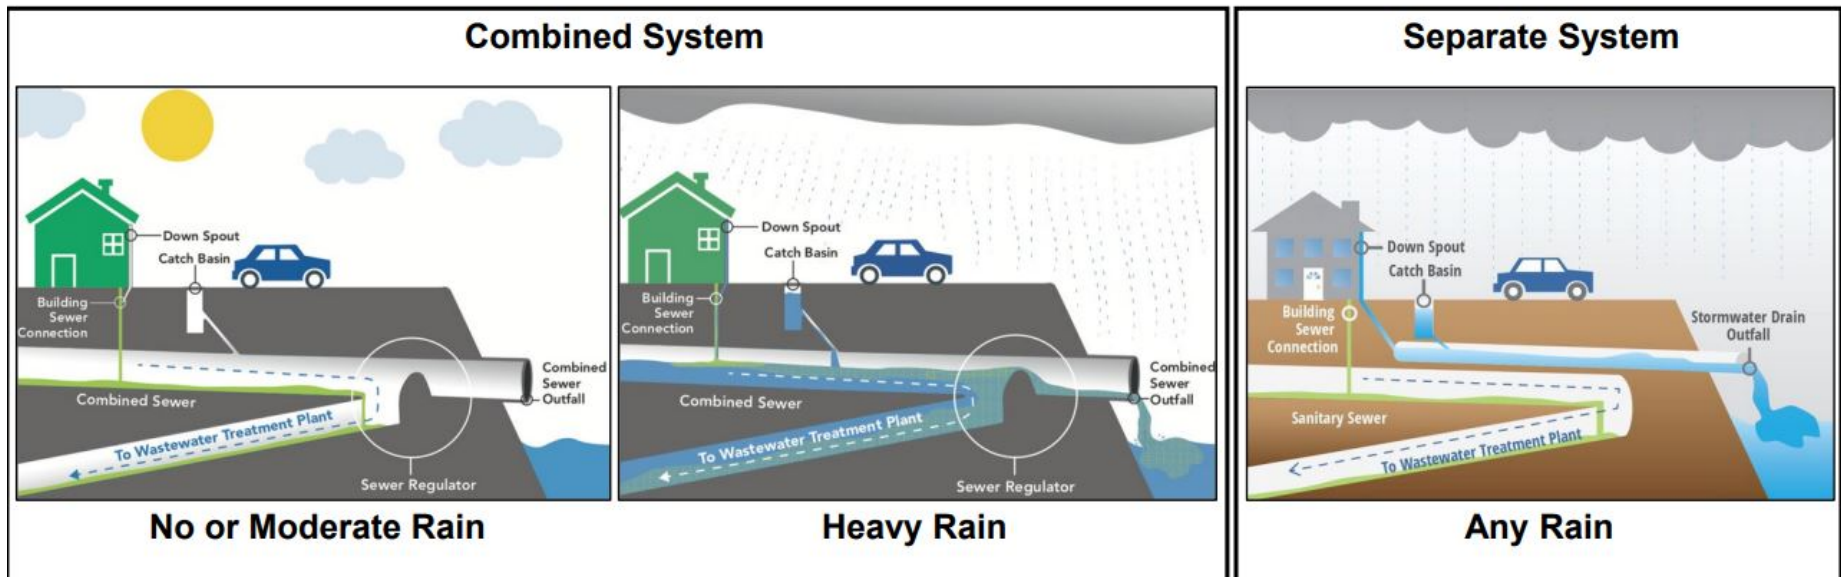 Combined System
Down Spout
Catch Basin
Building
Sewer
Connection
Combined Sewer
Combined
Sewer
Outfall
To Wastewater Treatment Plant
Sewer Regulator
No or Moderate Rain
Down Spout
Catch Basin
Building
Sewer
Connection
Combined Sewer
Combined
Sewer
Outfall
To Wastewater Treatment Plant
Sewer Regulator
Heavy Rain
Separate System
Down Spout
Catch Basin
Building
Sewer
Connection
Stormwater Drain
Outfall
Sanitary Sewer
To Wastewater Treatment Plant
Any Rain